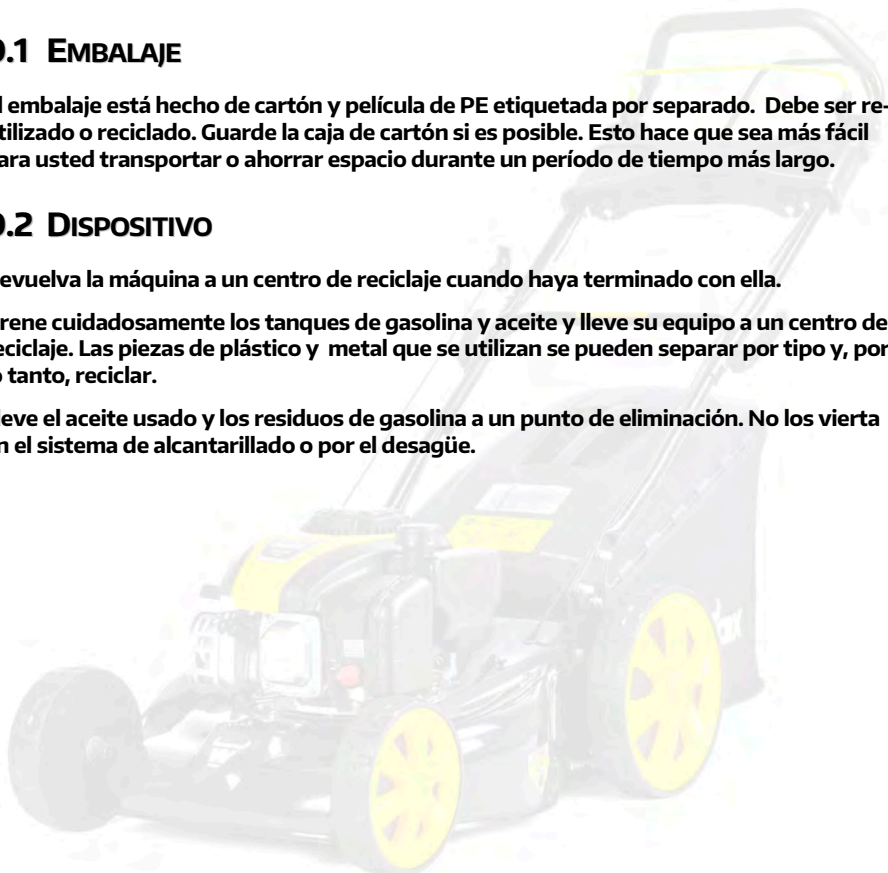 0.1 EMBALAJE
l embalaje está hecho de cartón y película de PE etiquetada por separado. Debe ser re-
tilizado o reciclado. Guarde la caja de cartón si es posible. Esto hace que sea más fácil
ara usted transportar o ahorrar espacio durante un período de tiempo más largo.
0.2 DISPOSITIVO
evuelva la máquina a un centro de reciclaje cuando haya terminado con ella.
rene cuidadosamente los tanques de gasolina y aceite y lleve su equipo a un centro de
eciclaje. Las piezas de plástico y metal que se utilizan se pueden separar por tipo y, por
o tanto, reciclar.
leve el aceite usado y los residuos de gasolina a un punto de eliminación. No los vierta
n el sistema de alcantarillado o por el desagüe.